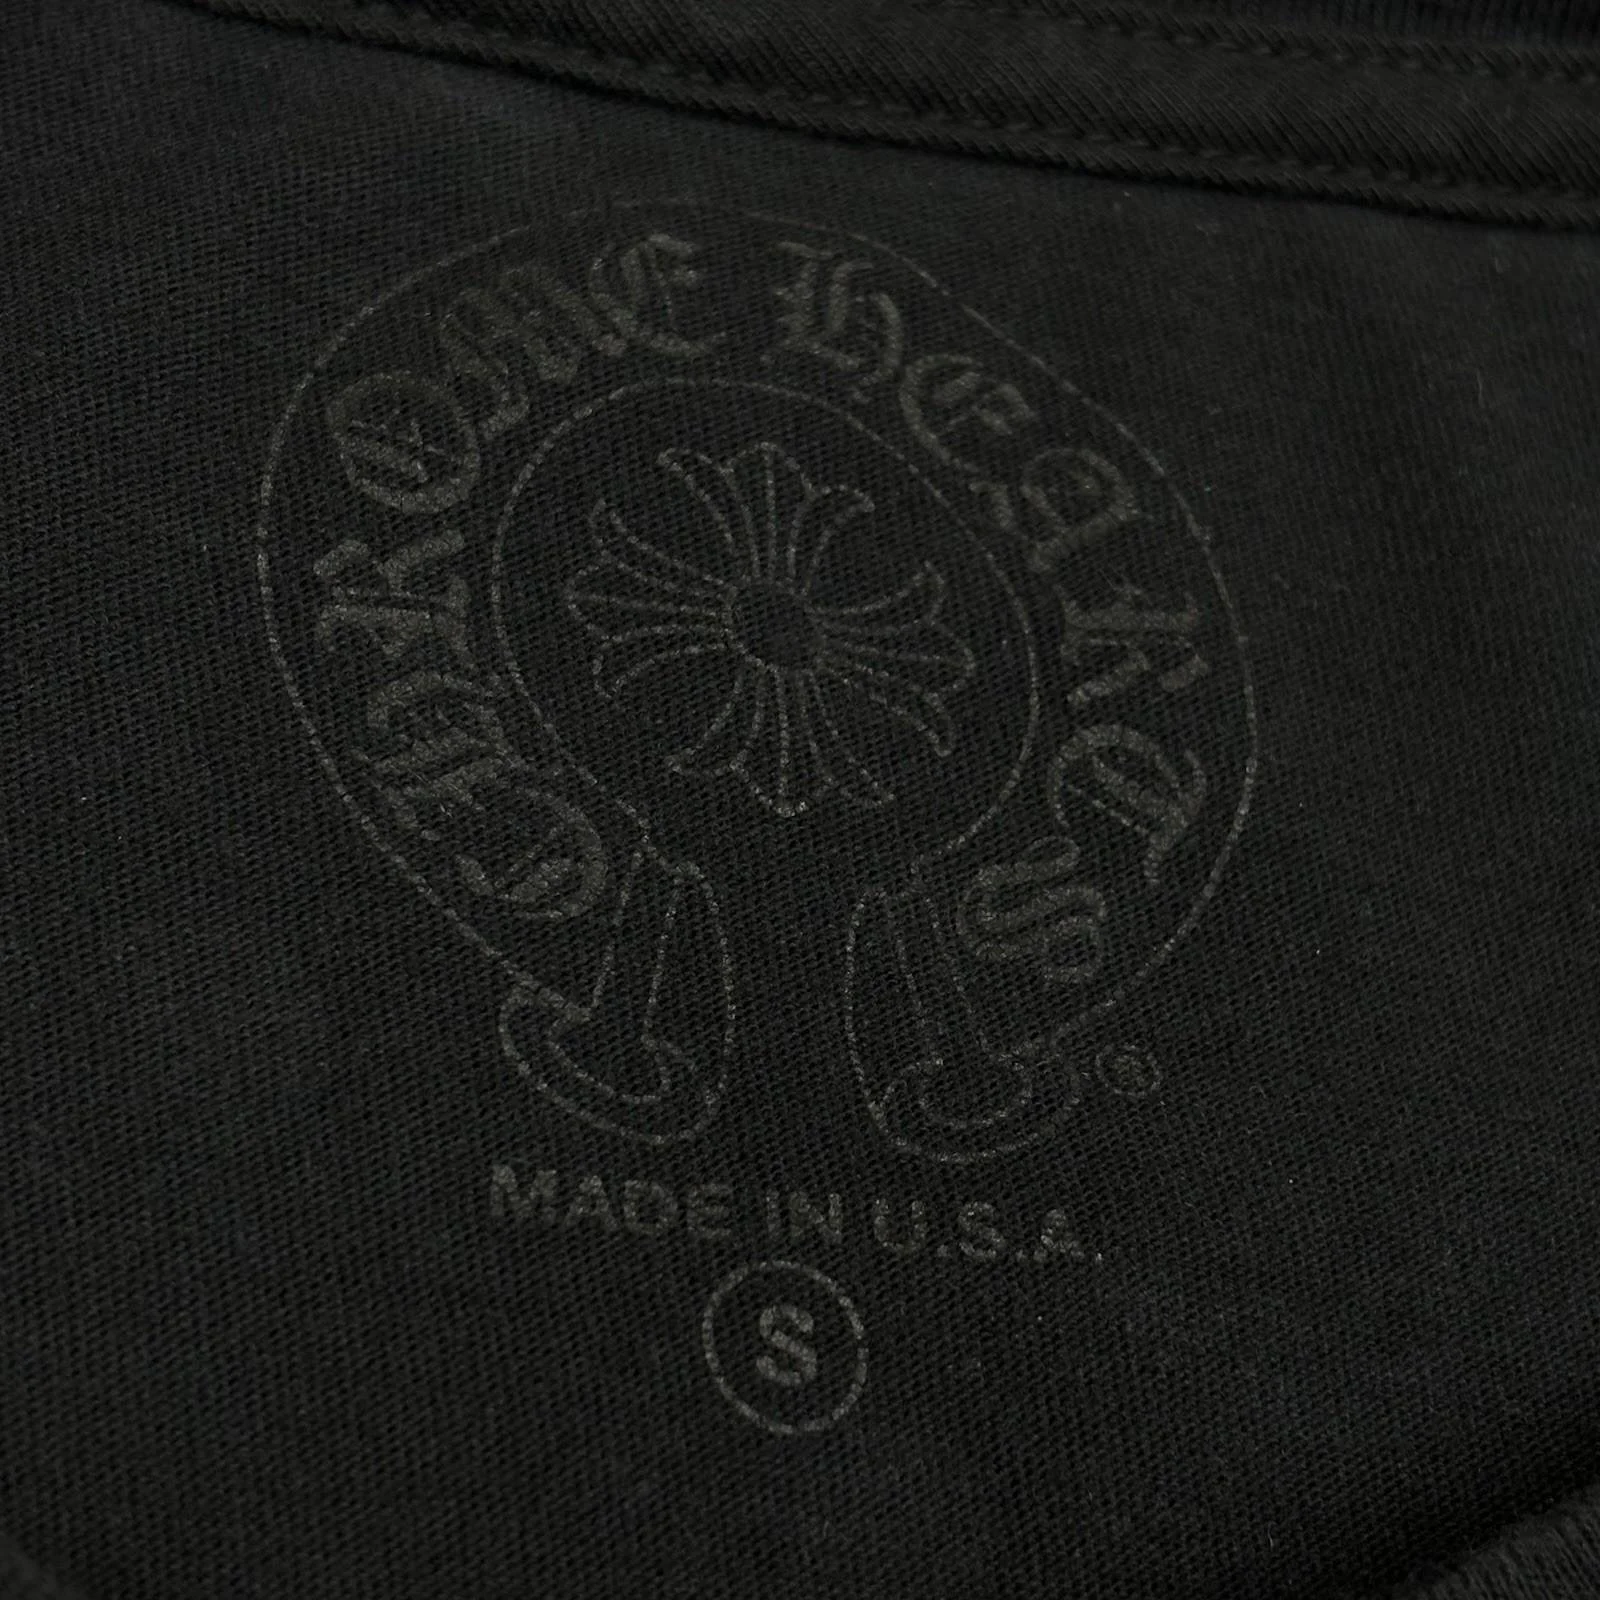 CHROME HEARTS
®
MADE IN U.S.A.
S